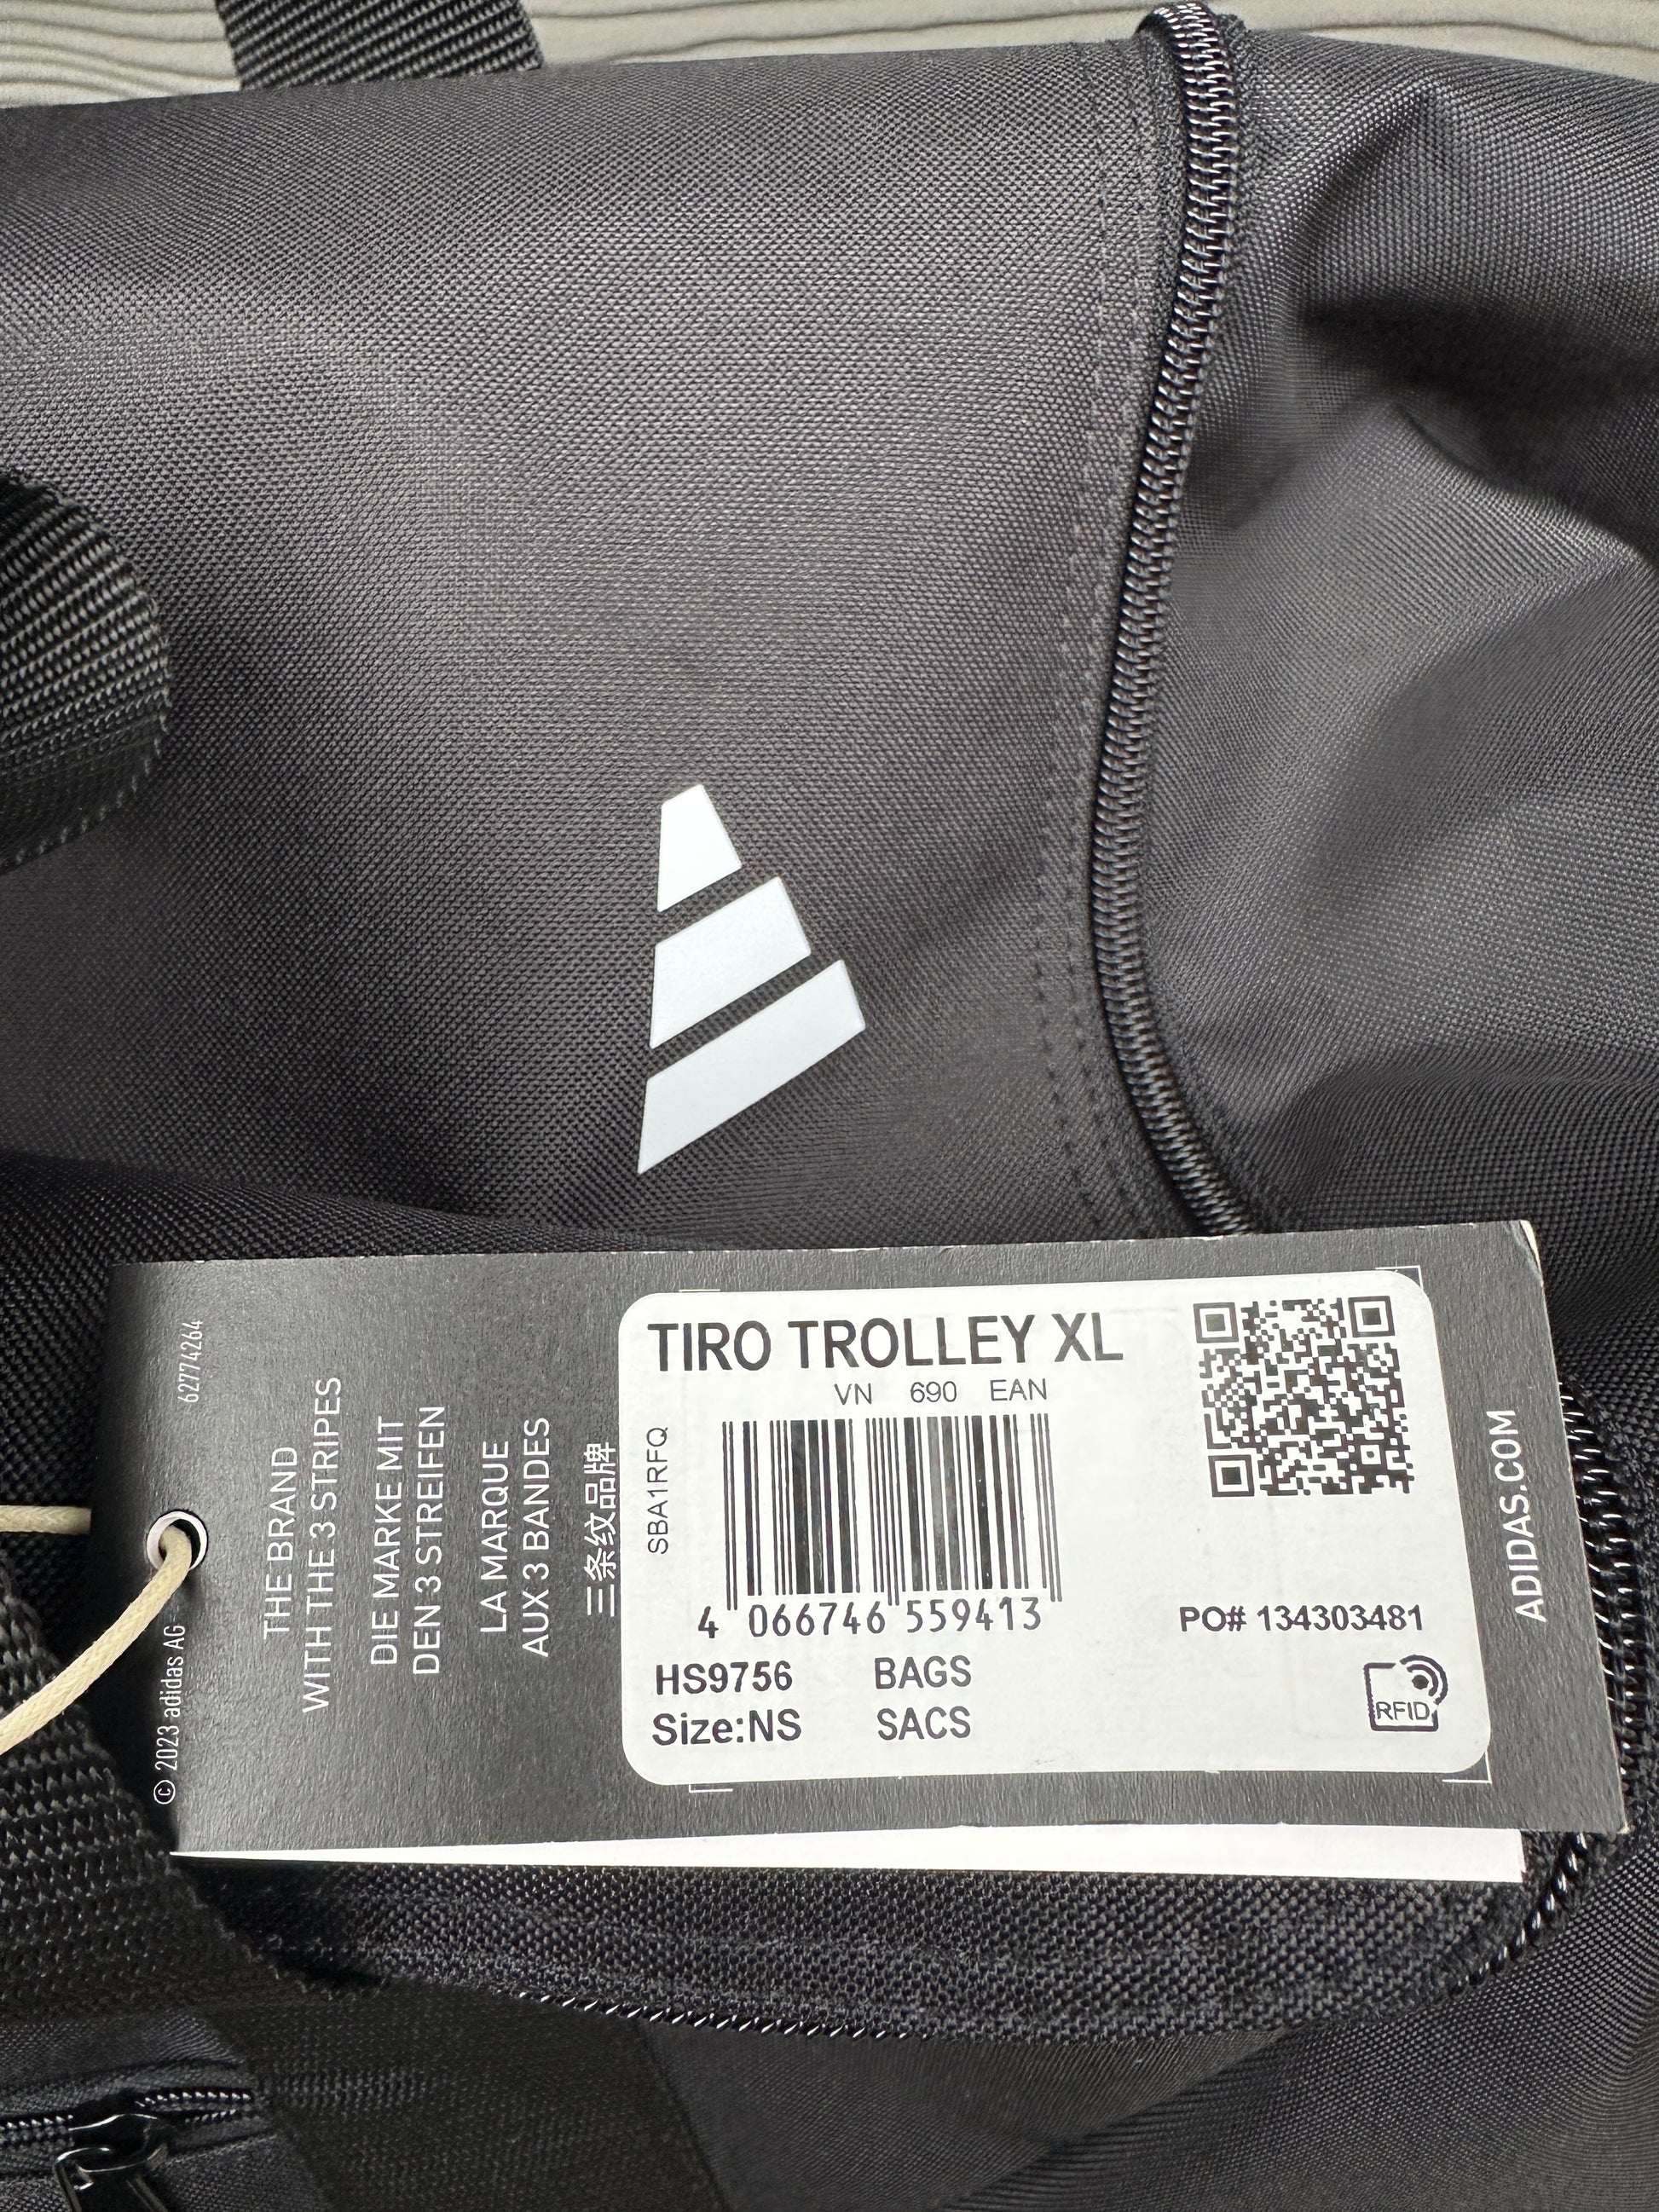 62774264
© 2023 adidas AG
THE BRAND
WITH THE 3 STRIPES
DIE MARKE MIT
DEN 3 STREIFEN
LA MARQUE
AUX 3 BANDES
三条纹品牌
TIRO TROLLEY XL
VN 690 EAN
SBA1RFQ
4 066746 559413
HS9756 BAGS
Size:NS SACS
PO# 134303481
RFID
ADIDAS.COM